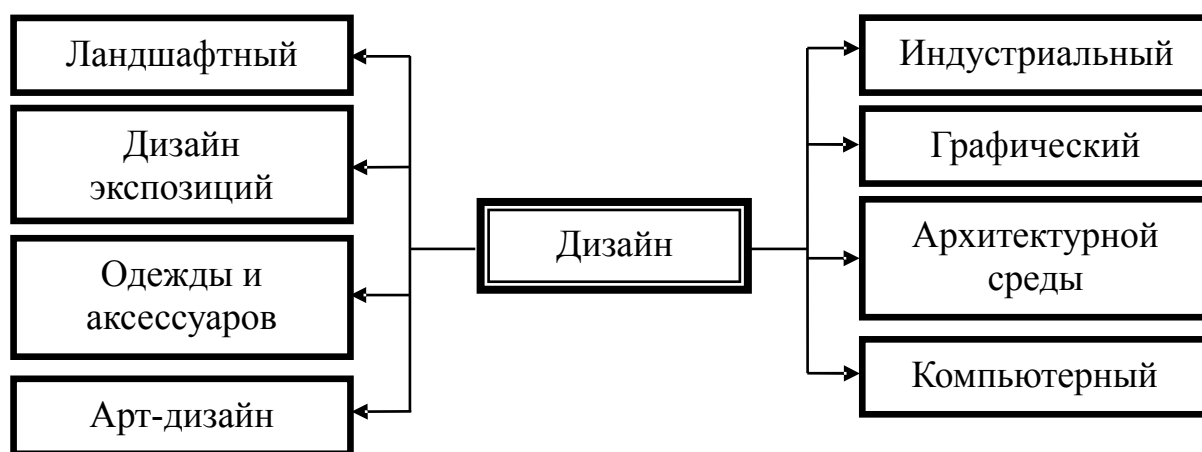 Ландшафтный
Дизайн
экспозиций
Одежды и
аксессуаров
Арт-дизайн
Дизайн
Индустриальный
Графический
Архитектурной
среды
Компьютерный